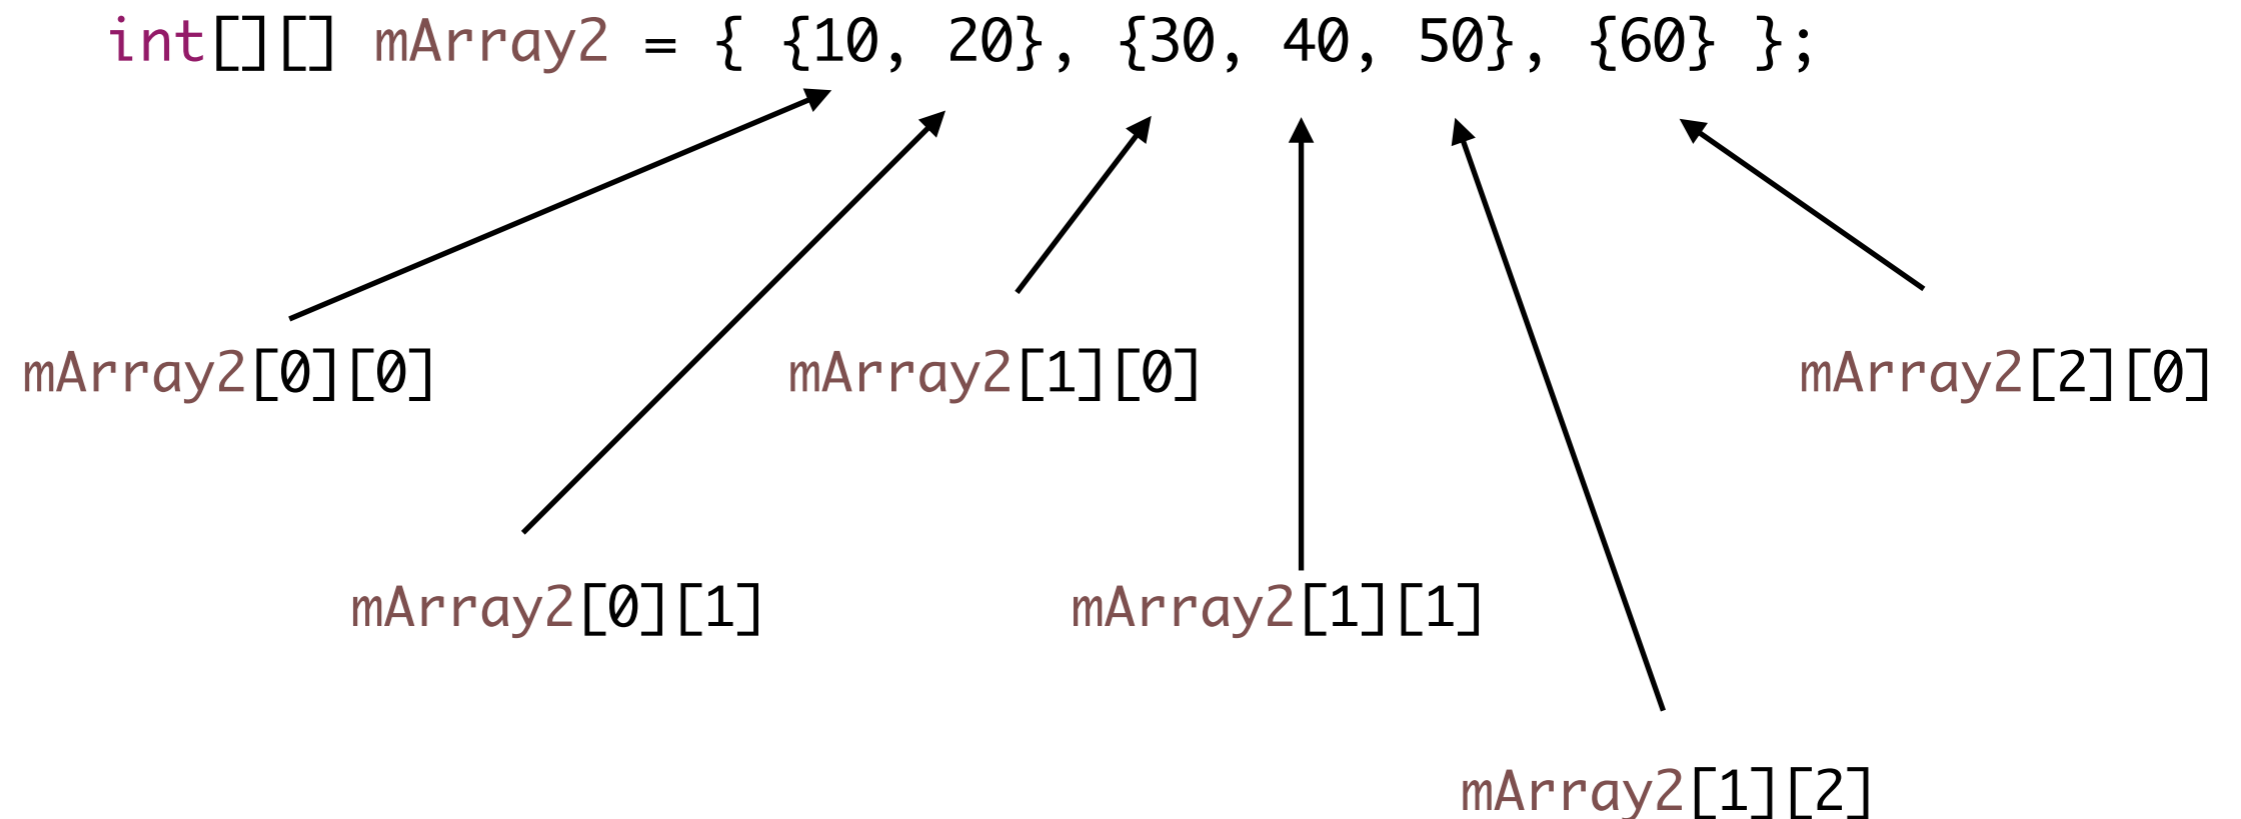 int[][] mArray2 = { {10, 20}, {30, 40, 50}, {60} };
mArray2[0][0]
mArray2[1][0]
mArray2[2][0]
mArray2[0][1]
mArray2[1][1]
mArray2[1][2]